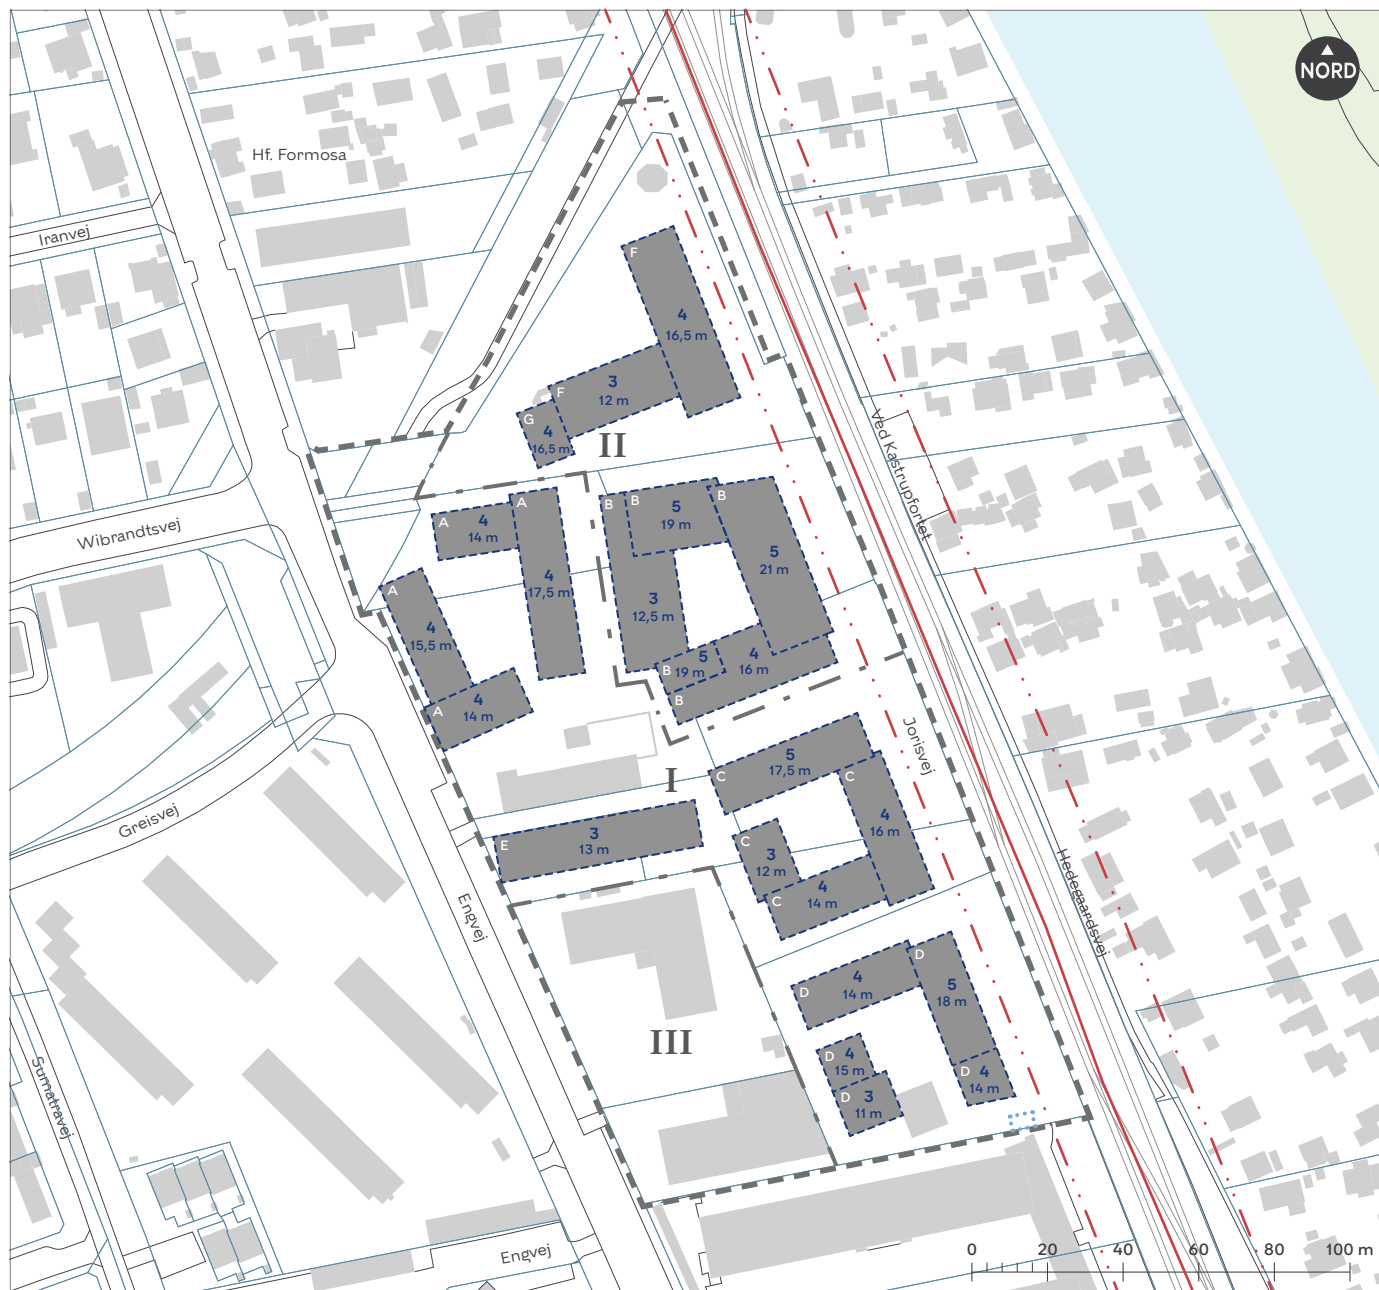 NORD
Hf. Formosa
Iranvej
F
4
16,5 m
F
3
12 m
G
4
16,5 m
II
Ved Kastrupfortet
Wibrandtsvej
A
4
14 m
A
4
17,5 m
B
B
5
19 m
B
5
21 m
3
12,5 m
A
4
15,5 m
A
4
14 m
B
5
19 m
4
16 m
B
Jorisvej
I
C
5
17,5 m
C
4
16 m
Greisvej
E
3
13 m
C
3
12 m
C
4
14 m
Engvej
Hedegaardsvej
D
4
14 m
D
5
18 m
III
D
4
15 m
D
3
11 m
D
4
14 m
Sumatravej
Engvej
0 20 40 60 80 100 m